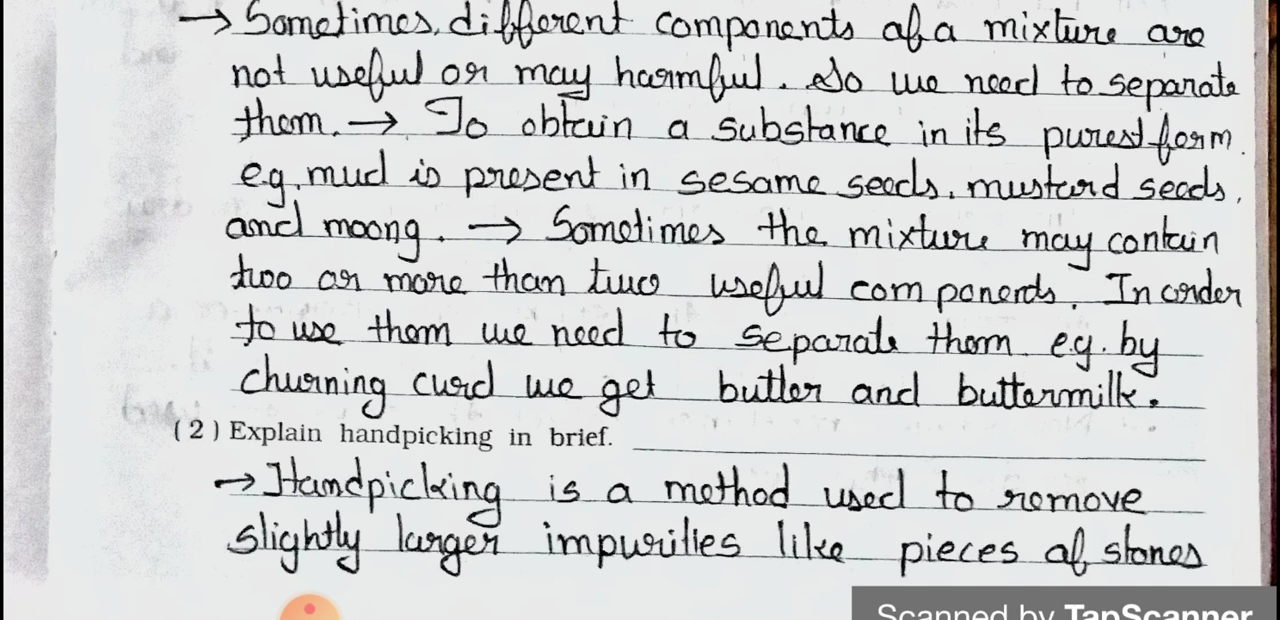 → Sometimes, different components of a mixture are
not useful or may harmful. So we need to separate
them. → To obtain a substance in its purest form.
e.g. mud is present in sesame seeds, mustard seeds,
and moong. → Sometimes the mixture may contain
two or more than two useful components. In order
to use them we need to separate them e.g. by
churning curd we get butter and buttermilk.
(2) Explain handpicking in brief.
→ Handpicking is a method used to remove
slightly larger impurities like pieces of stones
Scanned by TapScanner